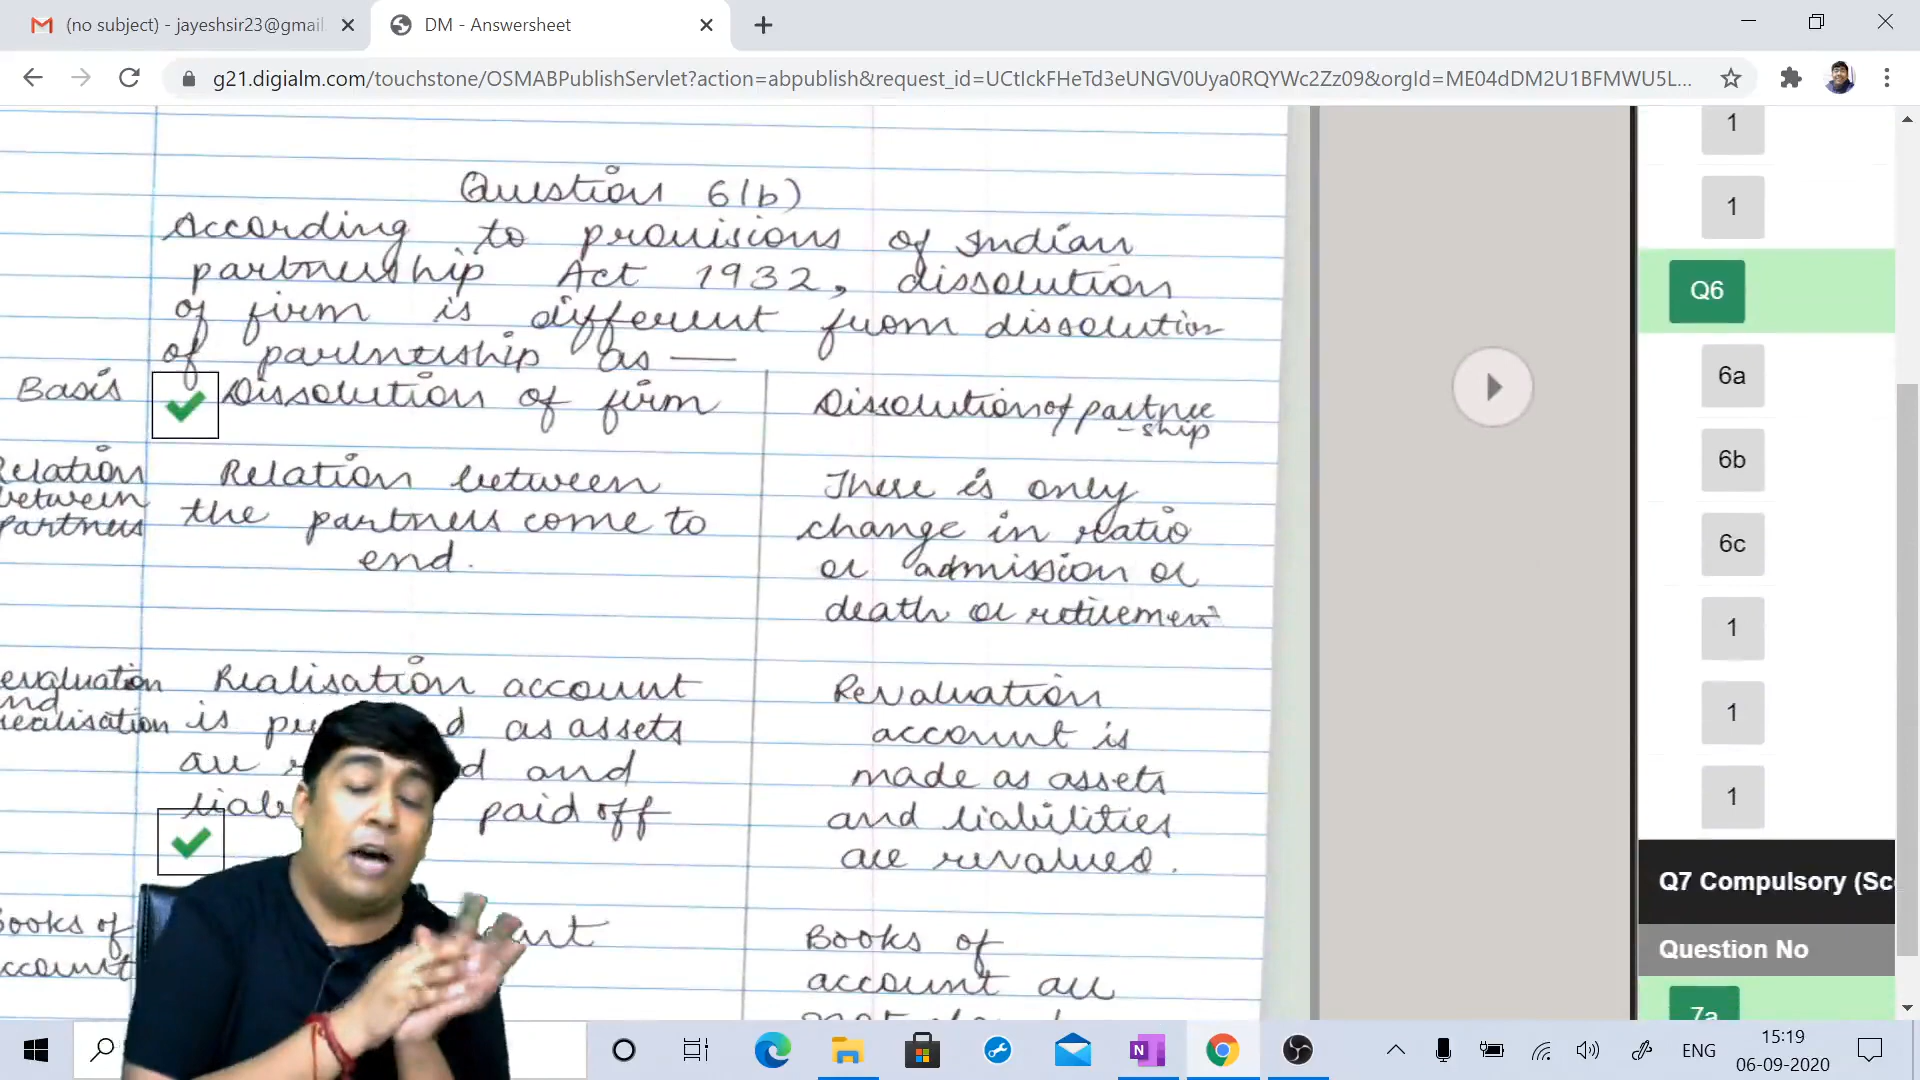 (no subject) - jayeshsir23@gmail.
DM - Answersheet
g21.digialm.com/touchstone/OSMABPublishServlet?action=abpublish&request_id=UCtIckFHeTd3eUNGV0Uya0RQYWc2Zz09&orgId=ME04dDM2U1BFMWU5L...
Question 6(b)
According to provisions of Indian
partnership Act 1932, dissolution
of firm is different from dissolution
of partnership as —
Basis Dissolution of firm Dissolution of partner
-ship
Relation between partners
Relation between
the partners come to
end.
There is only
change in ratio
or admission or
death or retirement
evaluation
and
realisation
Realisation account
is as assets
are and
paid off
Revaluation
account is
made as assets
and liabilities
are revalued.
Books of
account
Books of
account are
1
1
Q6
6a
6b
6c
1
1
1
Q7 Compulsory (Sc
Question No
7a
ENG
15:19
06-09-2020